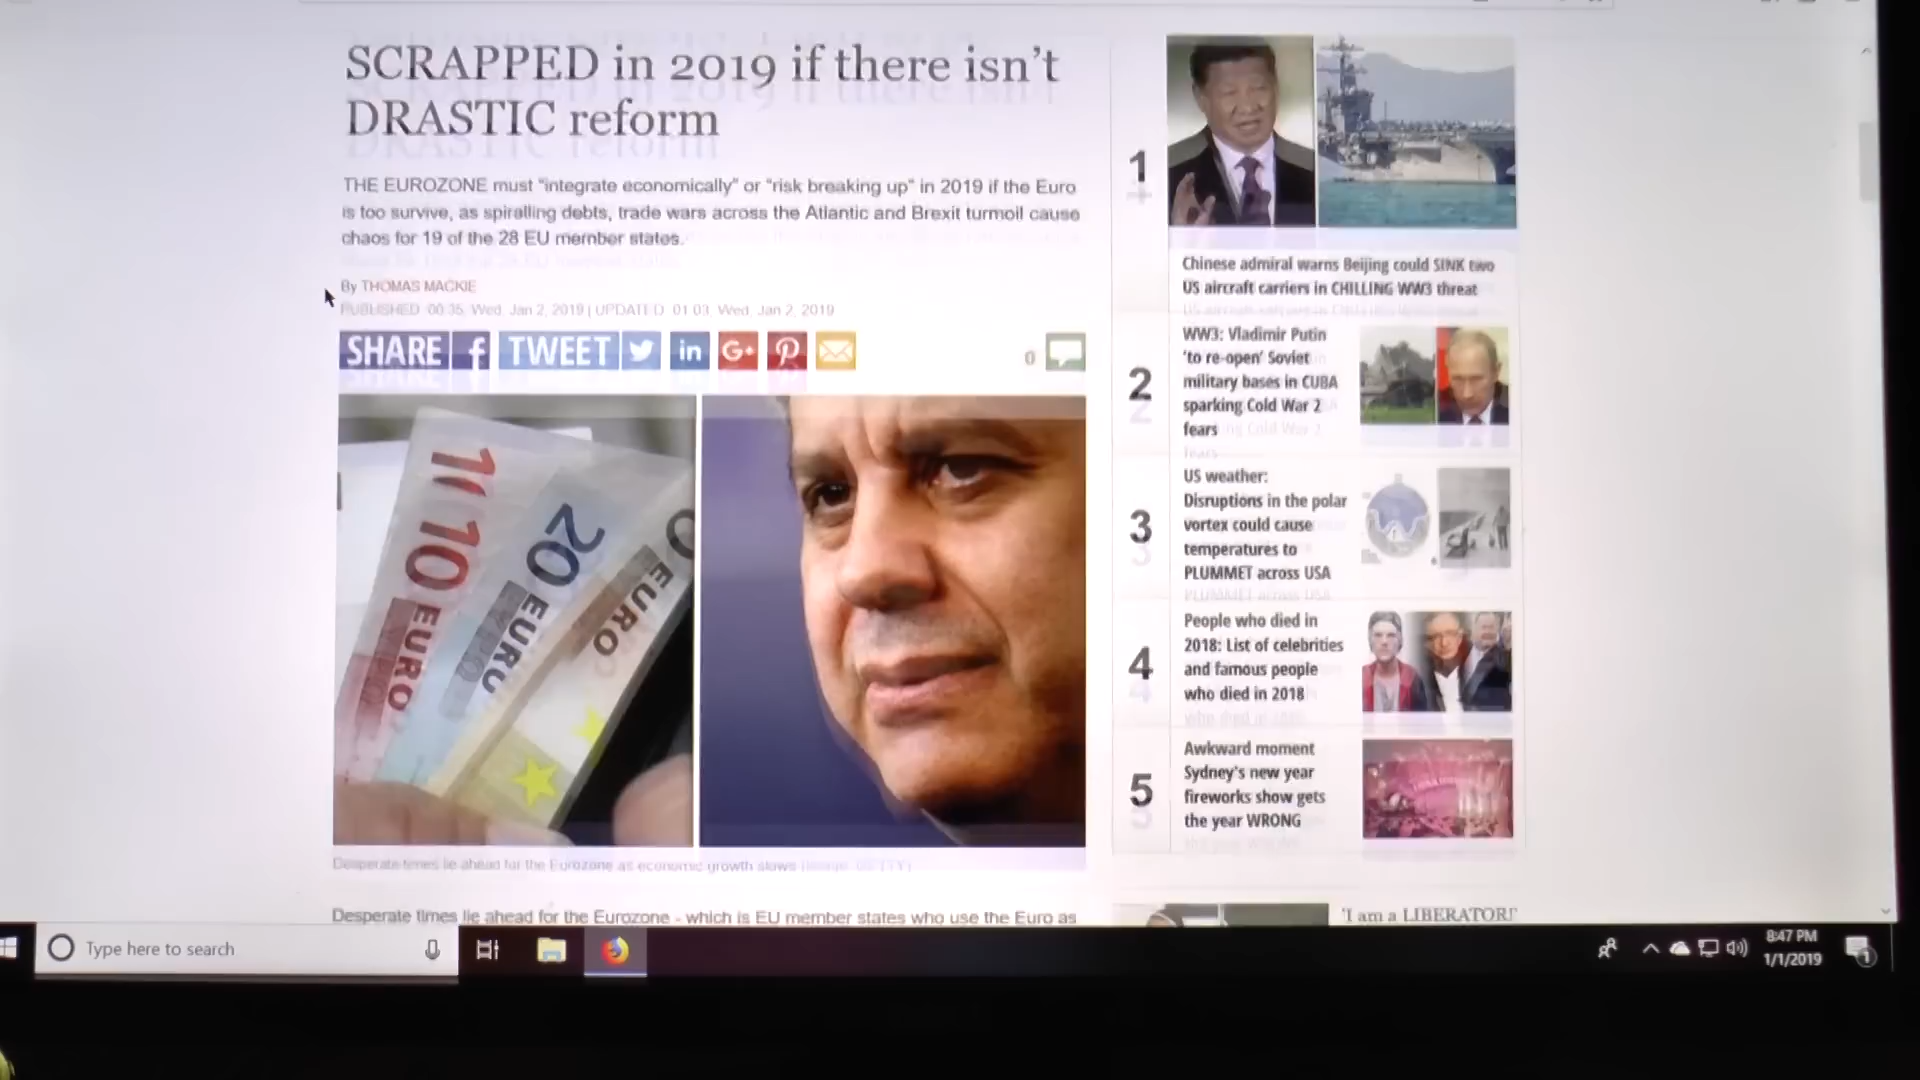 SCRAPPED in 2019 if there isn't
DRASTIC reform
THE EUROZONE must "integrate economically" or "risk breaking up" in 2019 if the Euro
is too survive, as spiralling debts, trade wars across the Atlantic and Brexit turmoil cause
chaos for 19 of the 28 EU member states.
By THOMAS MACKIE
PUBLISHED: 00:35, Wed, Jan 2, 2019 | UPDATED: 01:03, Wed, Jan 2, 2019
SHARE f TWEET in G+
0
10 EURO
20 EURO
EURO
Desperate times lie ahead for the Eurozone as economic growth slows (Image: GETTY)
Desperate times lie ahead for the Eurozone - which is EU member states who use the Euro as
1
Chinese admiral warns Beijing could SINK two
US aircraft carriers in CHILLING WW3 threat
2
WW3: Vladimir Putin
'to re-open' Soviet
military bases in CUBA
sparking Cold War 2
fears
3
US weather:
Disruptions in the polar
vortex could cause
temperatures to
PLUMMET across USA
4
People who died in
2018: List of celebrities
and famous people
who died in 2018
5
Awkward moment
Sydney's new year
fireworks show gets
the year WRONG
'I am a LIBERATOR!'
Type here to search
8:47 PM
1/1/2019
1